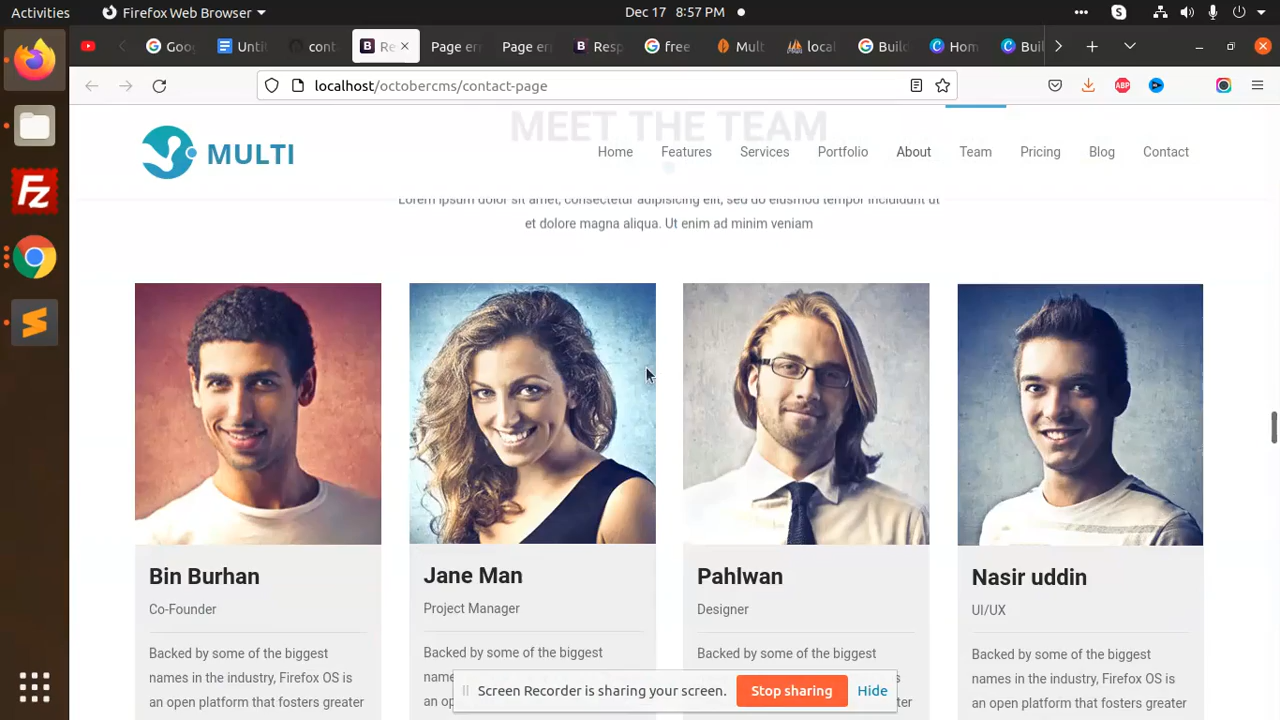 Activities
Firefox Web Browser
Dec 17 8:57 PM
Goo
Unti
cont
Re
Page err
Page err
Resp
free
Mult
local
Build
Hom
Buil
localhost/octobercms/contact-page
ABP
MULTI
MEET THE TEAM
Home
Features
Services
Portfolio
About
Team
Pricing
Blog
Contact
Lorem ipsum dolor sit amet, consectetur adipisicing elit, sed do eiusmod tempor incididunt ut
et dolore magna aliqua. Ut enim ad minim veniam
Bin Burhan
Co-Founder
Backed by some of the biggest
names in the industry, Firefox OS is
an open platform that fosters greater
Jane Man
Project Manager
Backed by some of the biggest
Pahlwan
Designer
Backed by some of the biggest
Nasir uddin
UI/UX
Backed by some of the biggest
names in the industry, Firefox OS is
an open platform that fosters greater
Screen Recorder is sharing your screen.
Stop sharing
Hide